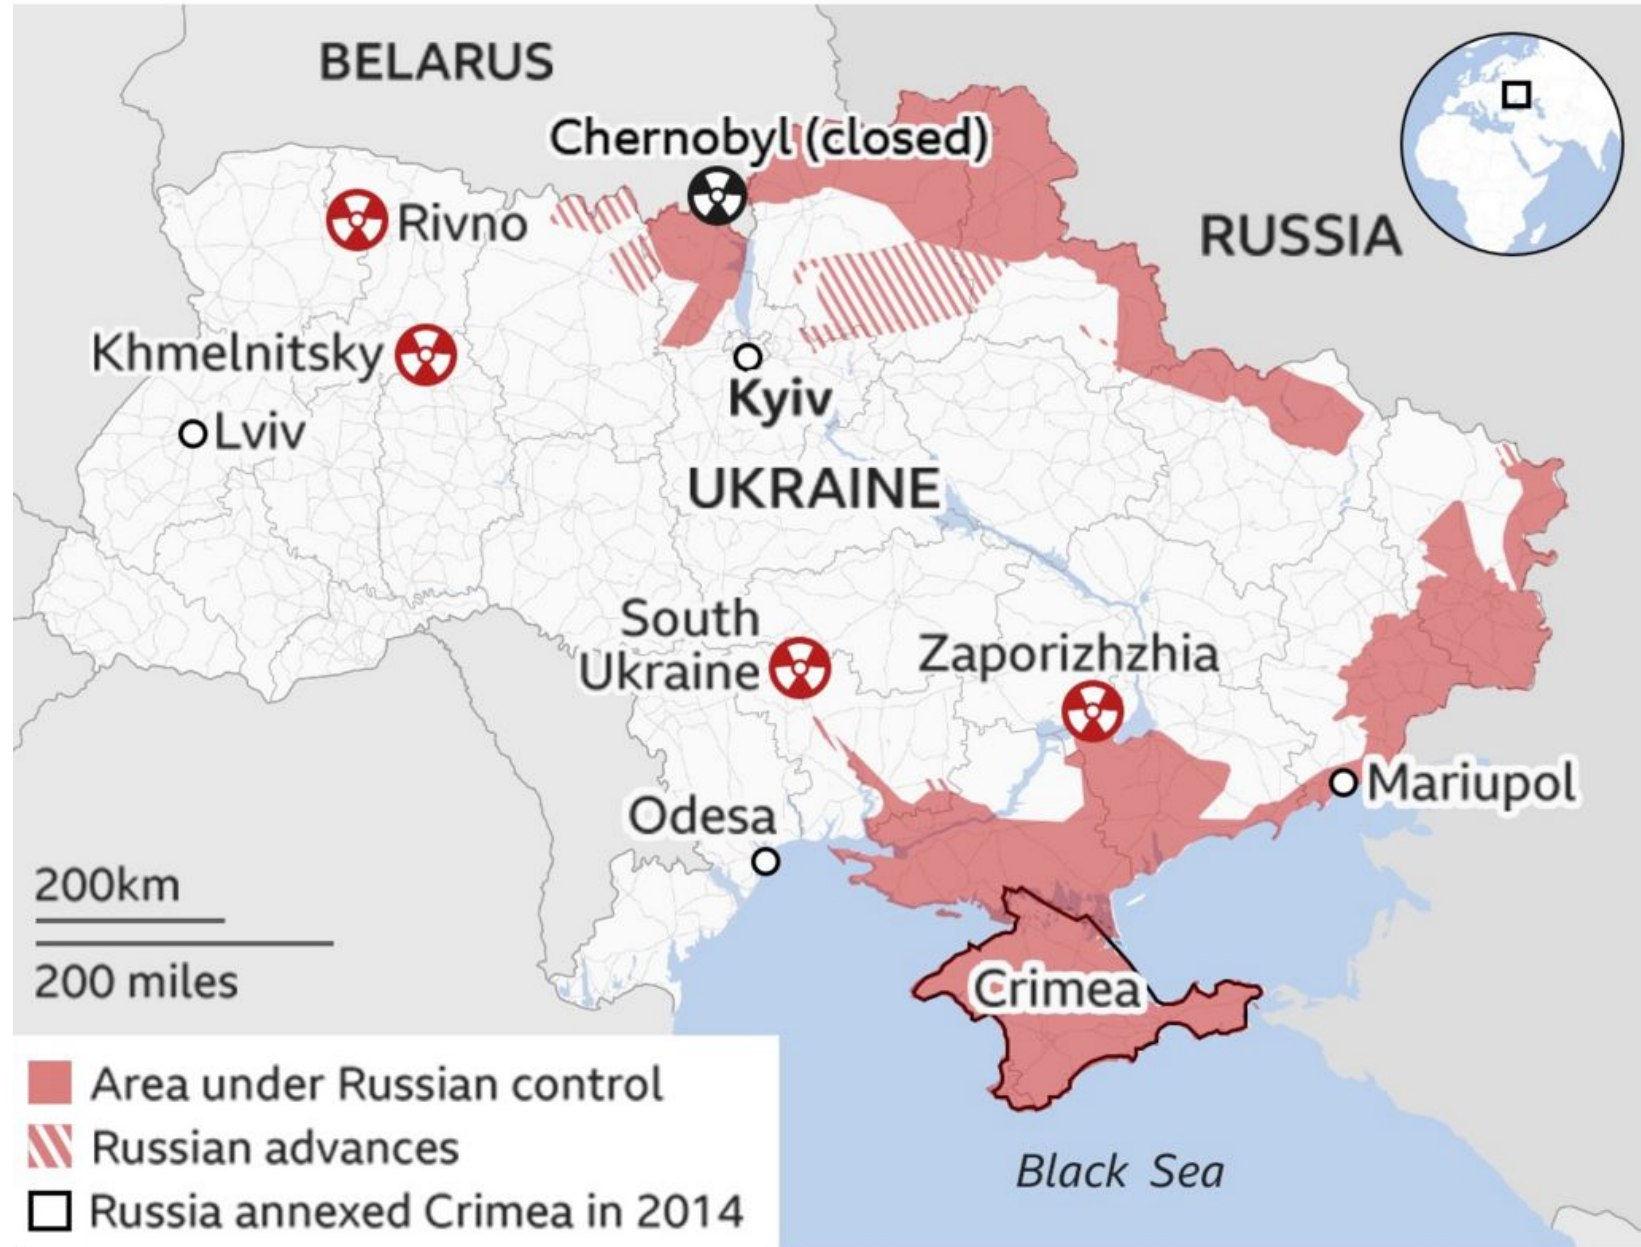 BELARUS
Chernobyl (closed)
Rivno
RUSSIA
Khmelnitsky
Lviv
Kyiv
UKRAINE
South
Ukraine
Zaporizhzhia
Mariupol
Odesa
200km
200 miles
Crimea
Area under Russian control
Russian advances
Russia annexed Crimea in 2014
Black Sea